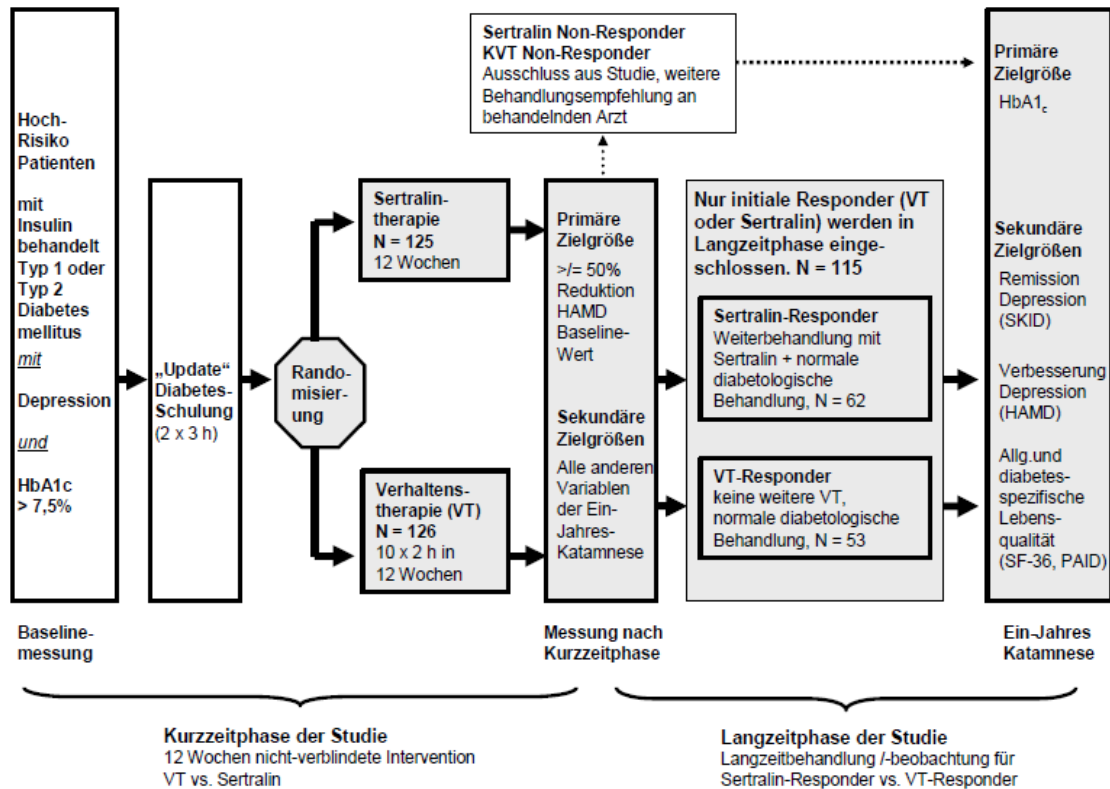 Hoch-
Risiko
Patienten
mit
Insulin
behandelt
Typ 1 oder
Typ 2
Diabetes
mellitus
mit
Depression
und
HbA1c
> 7,5%
Baseline-
messung
„Update“
Diabetes-
Schulung
(2 x 3 h)
Rando-
misier-
ung
Sertralin-
therapie
N = 125
12 Wochen
Verhaltens-
therapie (VT)
N = 126
10 x 2 h in
12 Wochen
Sertralin Non-Responder
KVT Non-Responder
Ausschluss aus Studie, weitere
Behandlungsempfehlung an
behandelnden Arzt
Primäre
Zielgröße
>/= 50%
Reduktion
HAMD
Baseline-
Wert
Sekundäre
Zielgrößen
Alle anderen
Variablen
der Ein-
Jahres-
Katamnese
Messung nach
Kurzzeitphase
Nur initiale Responder (VT
oder Sertralin) werden in
Langzeitphase einge-
schlossen. N = 115
Sertralin-Responder
Weiterbehandlung mit
Sertralin + normale
diabetologische
Behandlung, N = 62
VT-Responder
keine weitere VT,
normale diabetologische
Behandlung, N = 53
Primäre
Zielgröße
HbA1c
Sekundäre
Zielgrößen
Remission
Depression
(SKID)
Verbesserung
Depression
(HAMD)
Allg.und
diabetes-
spezifische
Lebens-
qualität
(SF-36, PAID)
Ein-Jahres
Katamnese
Kurzzeitphase der Studie
12 Wochen nicht-verblindete Intervention
VT vs. Sertralin
Langzeitphase der Studie
Langzeitbehandlung /-beobachtung für
Sertralin-Responder vs. VT-Responder